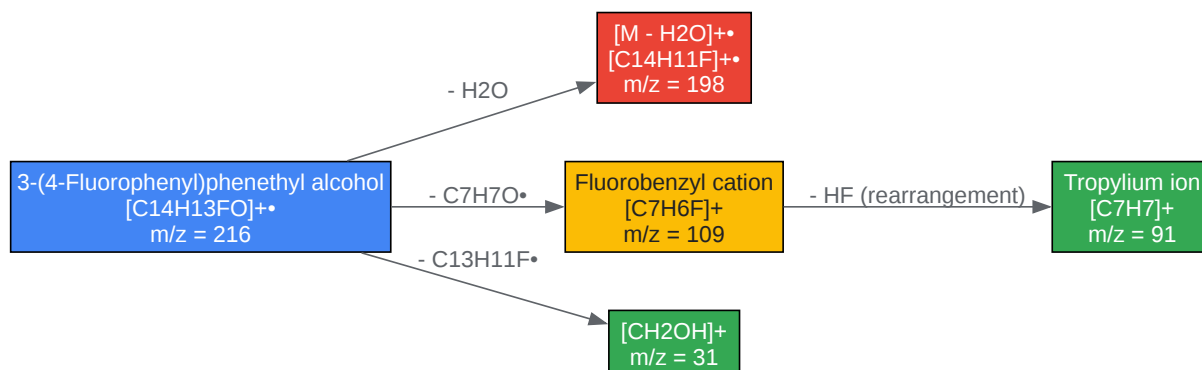 [M - H2O]+•
[C14H11F]+•
m/z = 198
- H2O
3-(4-Fluorophenyl)phenethyl alcohol
[C14H13FO]+•
m/z = 216
- C7H7O•
Fluorobenzyl cation
[C7H6F]+
m/z = 109
- HF (rearrangement)
Tropylium ion
[C7H7]+
m/z = 91
- C13H11F•
[CH2OH]+
m/z = 31